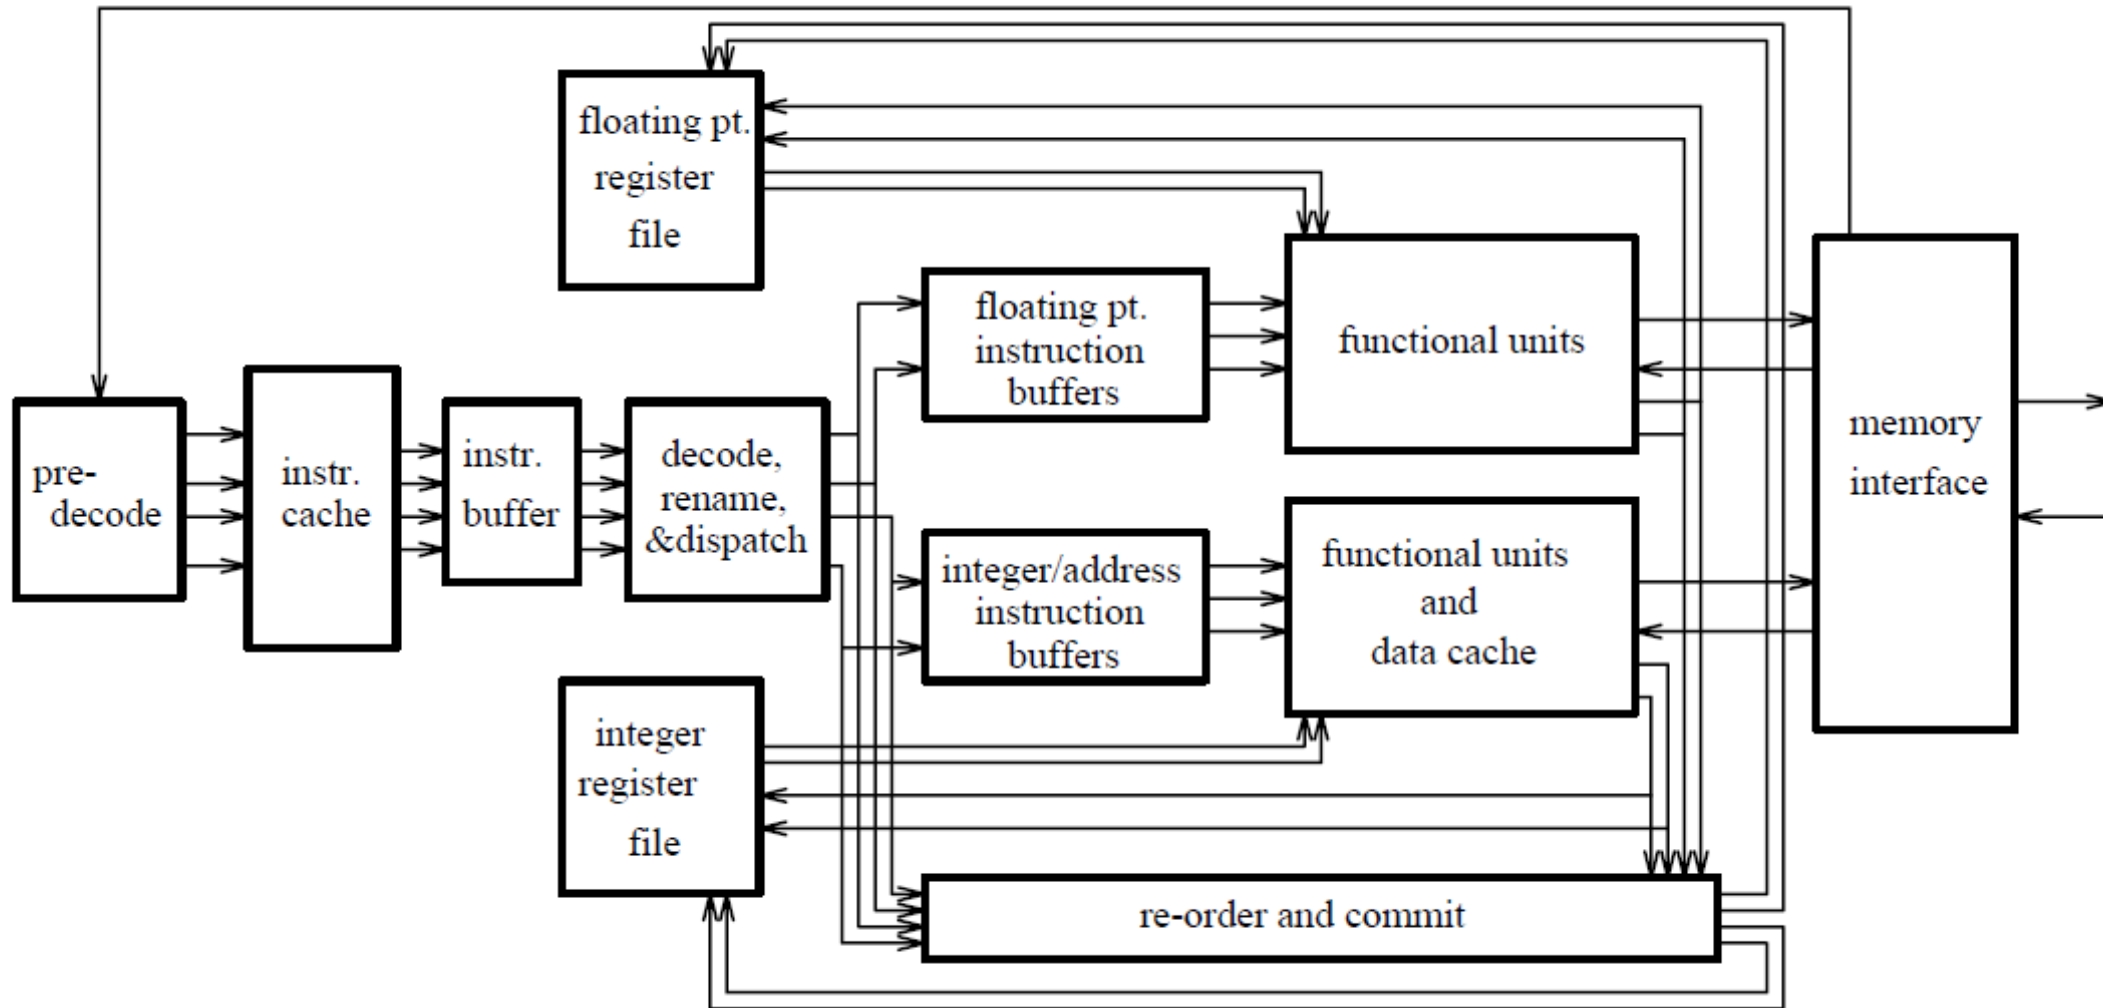 floating pt.
register
file
floating pt.
instruction
buffers
functional units
pre-
decode
instr.
cache
instr.
buffer
decode,
rename,
&dispatch
memory
interface
integer/address
instruction
buffers
functional units
and
data cache
integer
register
file
re-order and commit